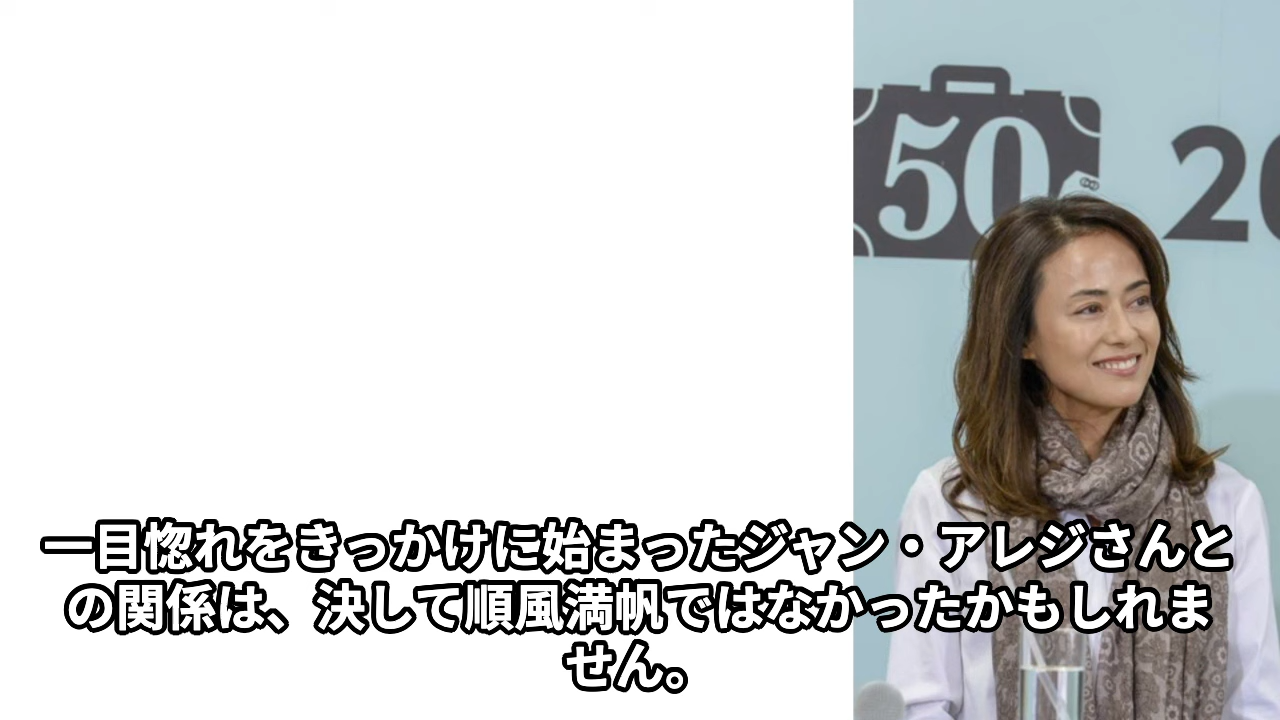 50
20
一目惚れをきっかけに始まったジャン・アレジさんと
の関係は、決して順風満帆ではなかったかもしれま
せん。